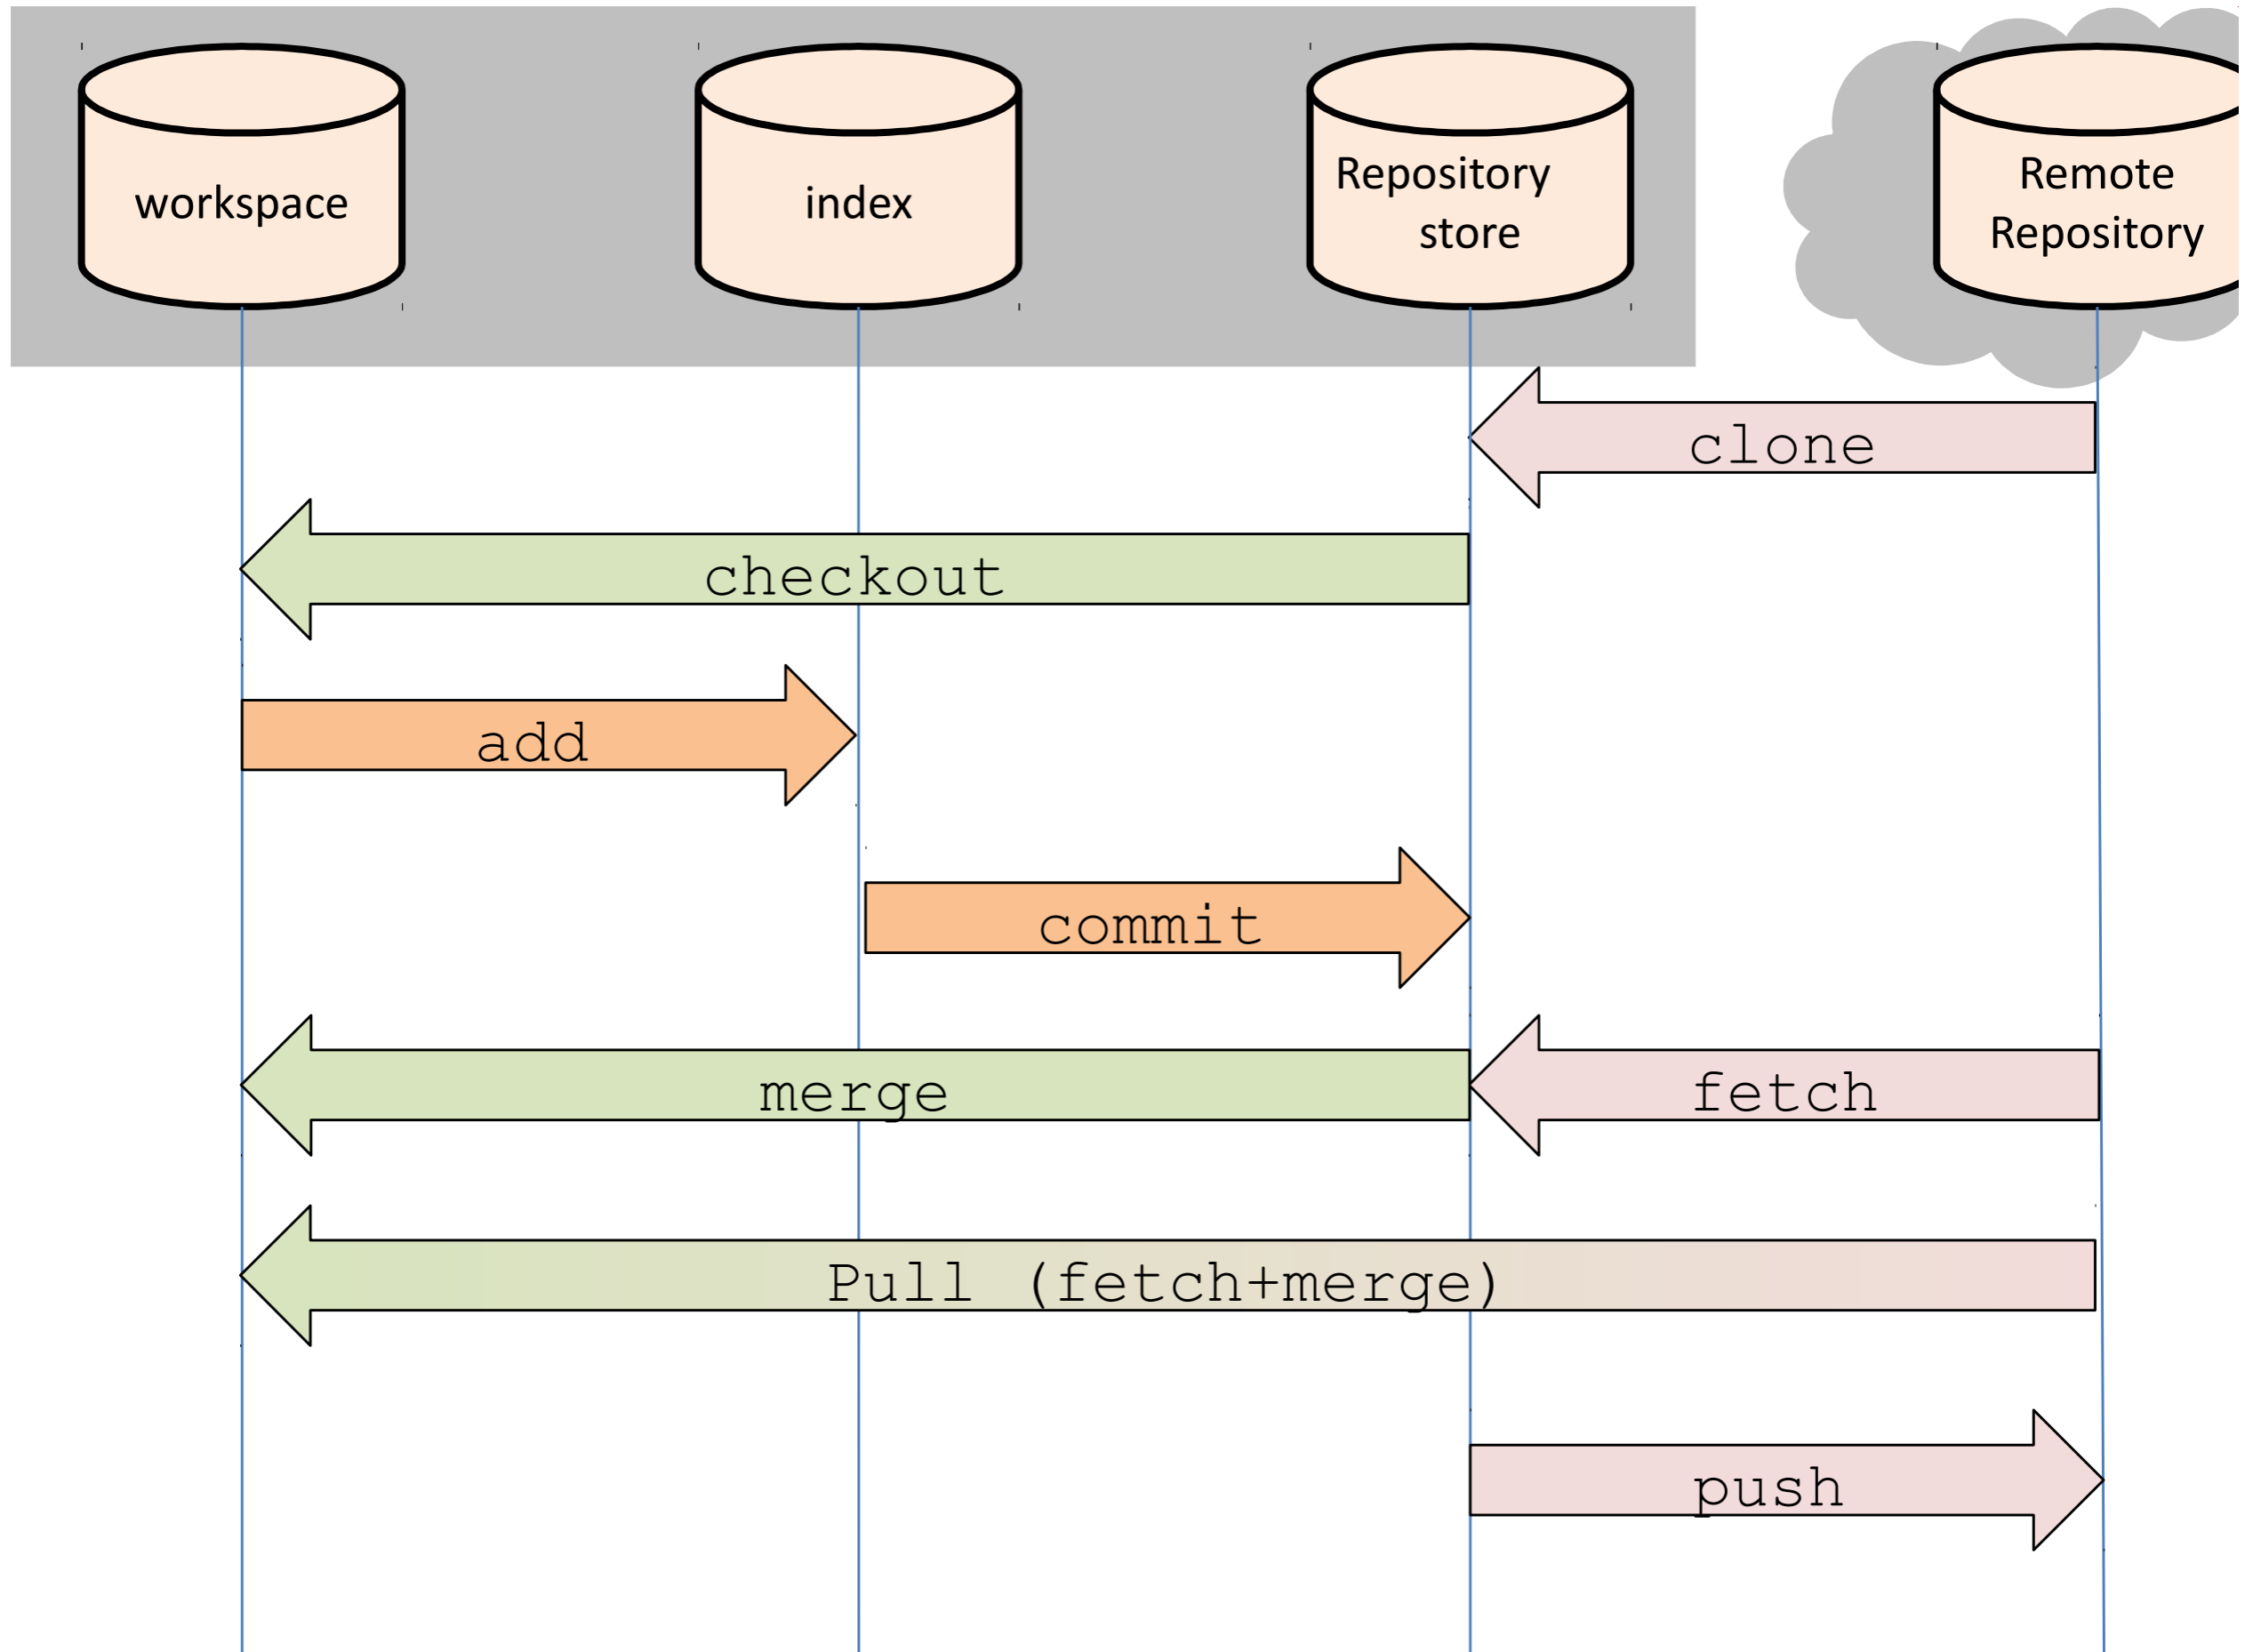 workspace
index
Repository
store
Remote
Repository
clone
checkout
add
commit
merge
fetch
Pull (fetch+merge)
push